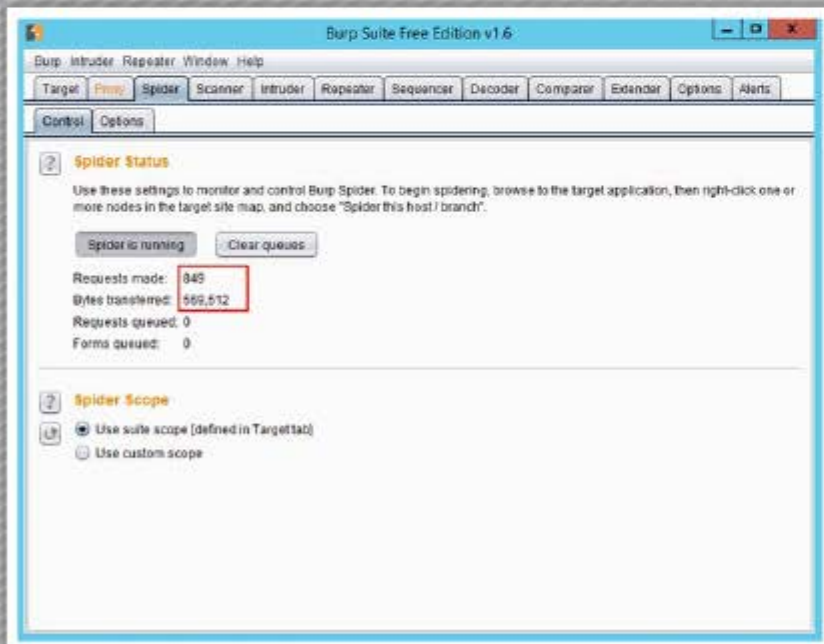 Burp Suite Free Edition v1.6
Burp Intruder Repeater Window Help
Target Proxy Spider Scanner Intruder Repeater Sequencer Decoder Comparer Extender Options Alerts
Control Options
? Spider Status
Use these settings to monitor and control Burp Spider. To begin spidering, browse to the target application, then right-click one or
more nodes in the target site map, and choose "Spider this host / branch".
Spider is running Clear queues
Requests made: 849
Bytes transferred: 569,512
Requests queued: 0
Forms queued: 0
? Spider Scope
Use suite scope [defined in Target tab]
Use custom scope